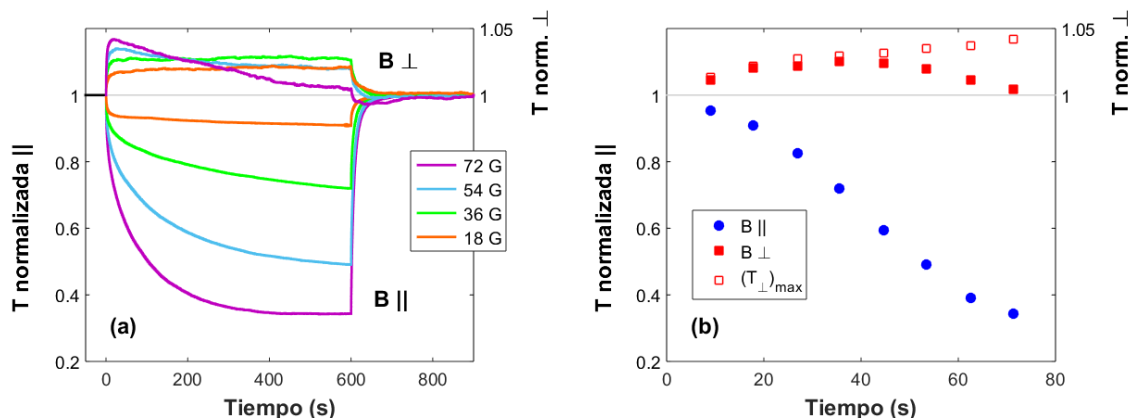 T normalizada ||
1
0.8
0.6
0.4
0.2
0
200
400
600
800
Tiempo (s)
1.05
1
T norm. ⊥
B ⊥
72 G
54 G
36 G
18 G
B ||
(a)
T normalizada ||
1
0.8
0.6
0.4
0.2
0
20
40
60
80
Tiempo (s)
1.05
1
T norm. ⊥
B ||
B ⊥
(T⊥)max
(b)